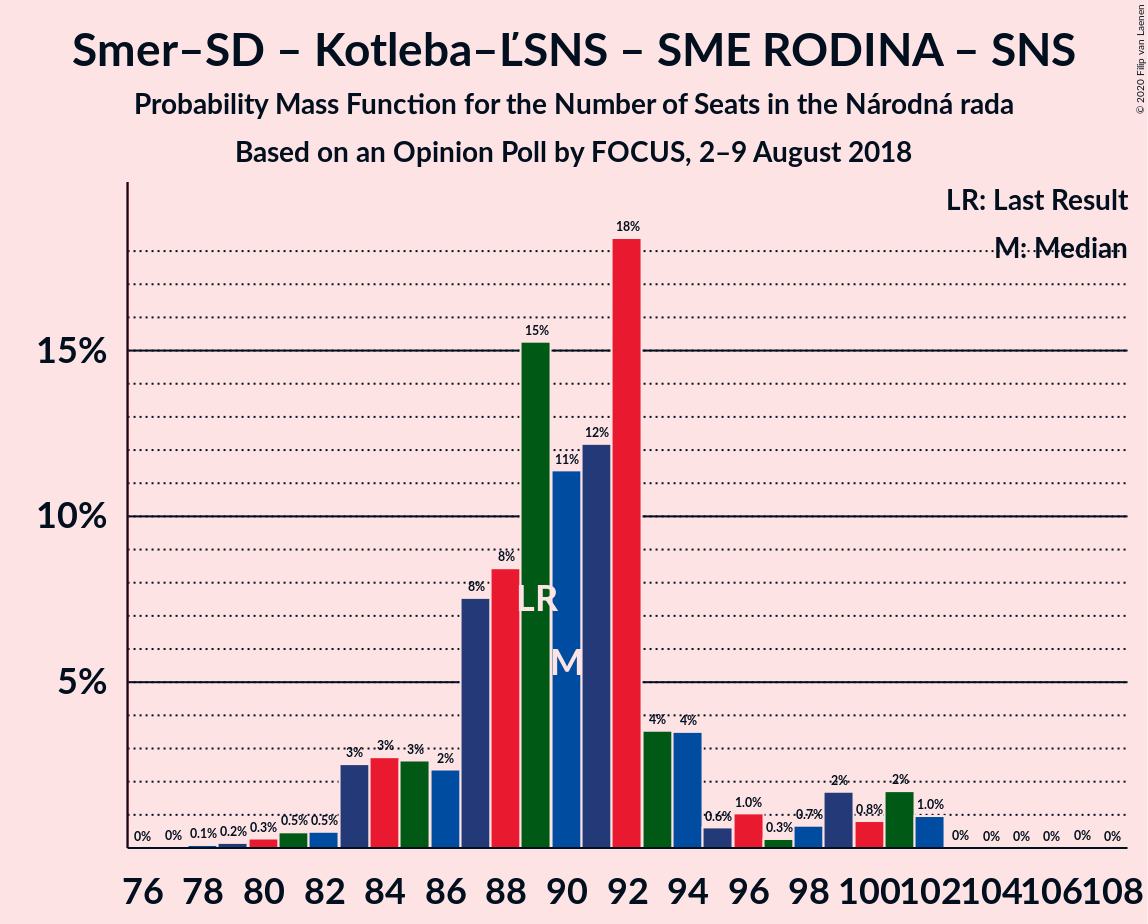 Smer–SD – Kotleba–ĽSNS – SME RODINA – SNS
Probability Mass Function for the Number of Seats in the Národná rada
Based on an Opinion Poll by FOCUS, 2–9 August 2018
© 2020 Filip van Laenen
LR: Last Result
M: Median
15%
10%
5%
0% 0% 0.1% 0.2% 0.3% 0.5% 0.5% 3% 3% 3% 2% 8% 8% 15% 11% 12% 18% 4% 4% 0.6% 1.0% 0.3% 0.7% 2% 0.8% 2% 1.0% 0% 0% 0% 0% 0% 0%
LR
M
76 78 80 82 84 86 88 90 92 94 96 98 100 102 104 106 108